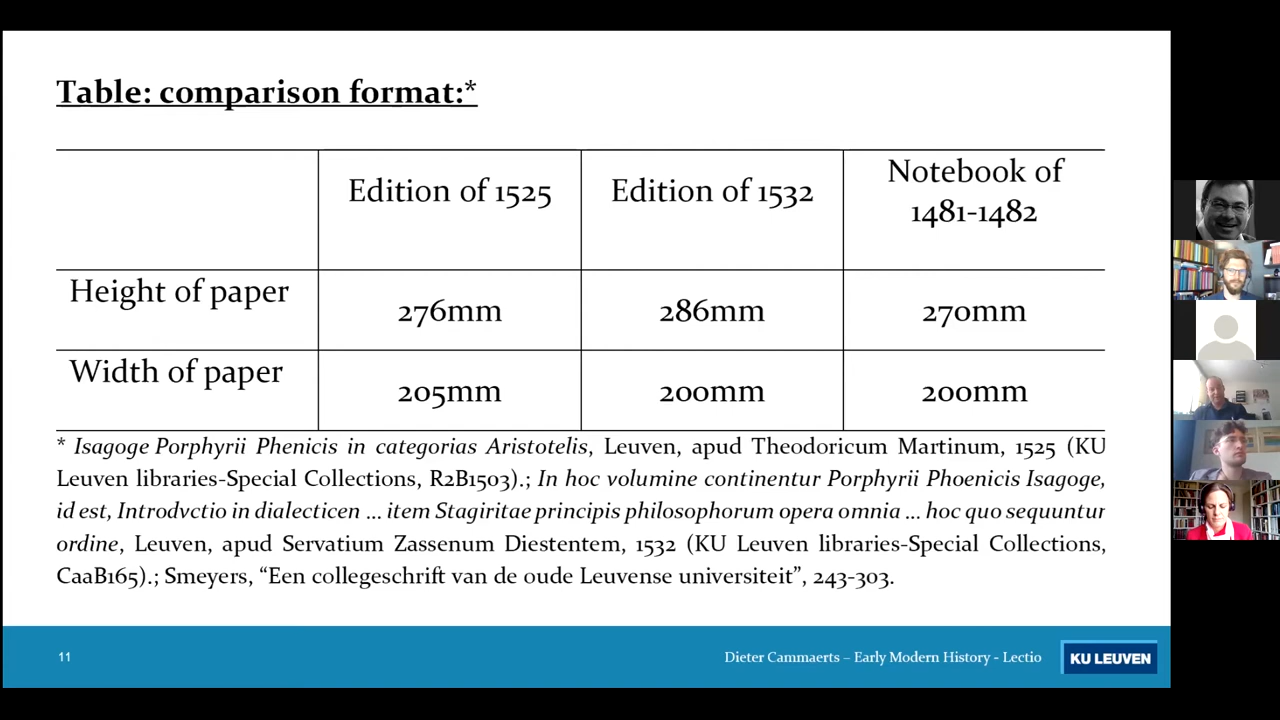 Table: comparison format:*
Edition of 1525 Edition of 1532 Notebook of
1481-1482
Height of paper 276mm 286mm 270mm
Width of paper 205mm 200mm 200mm
* Isagoge Porphyrii Phenicis in categorias Aristotelis, Leuven, apud Theodoricum Martinum, 1525 (KU
Leuven libraries-Special Collections, R2B1503).; In hoc volumine continentur Porphyrii Phoenicis Isagoge,
id est, Introdvctio in dialecticen ... item Stagiritae principis philosophorum opera omnia ... hoc quo sequuntur
ordine, Leuven, apud Servatium Zassenum Diestentem, 1532 (KU Leuven libraries-Special Collections,
CaaB165).; Smeyers, “Een collegeschrift van de oude Leuvense universiteit”, 243-303.
11 Dieter Cammaerts – Early Modern History - Lectio KU LEUVEN